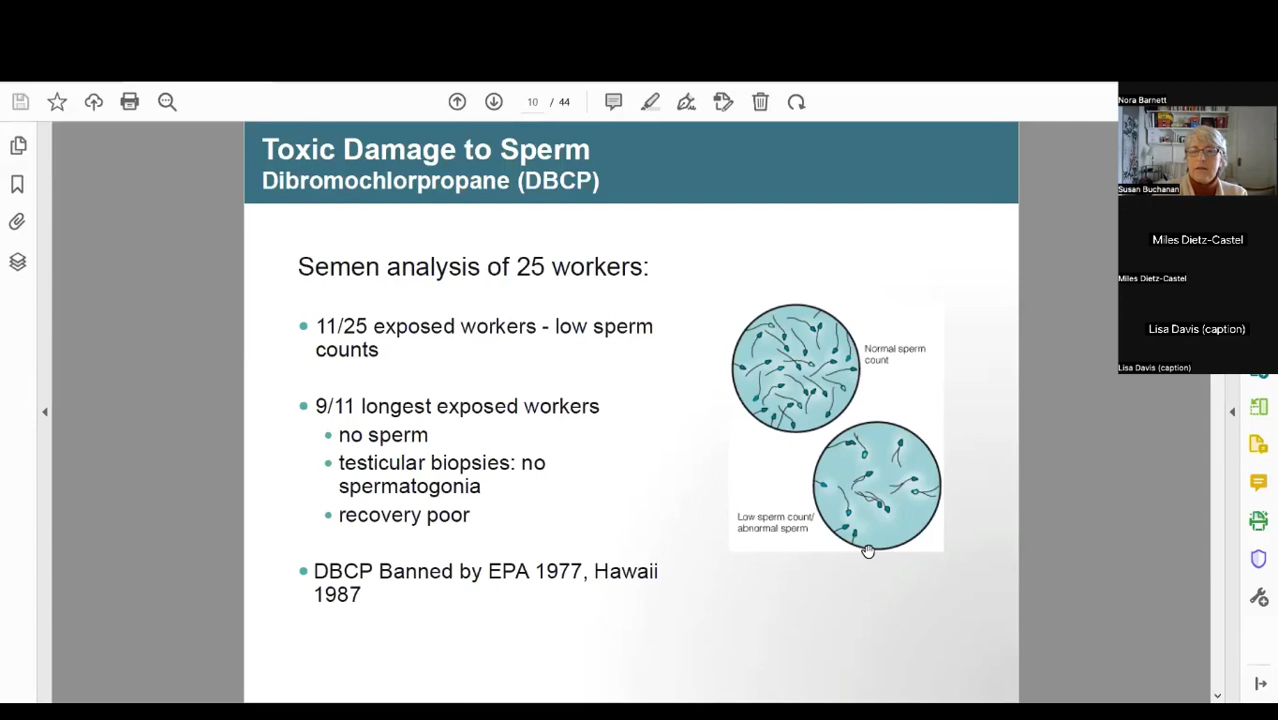 10 / 44
Nora Barnett
Toxic Damage to Sperm
Dibromochlorpropane (DBCP)
Susan Buchanan
Miles Dietz-Castel
Miles Dietz-Castel
Lisa Davis (caption)
Lisa Davis (caption)
Semen analysis of 25 workers:
11/25 exposed workers - low sperm
counts
9/11 longest exposed workers
no sperm
testicular biopsies: no
spermatogonia
recovery poor
DBCP Banned by EPA 1977, Hawaii
1987
Normal sperm
count
Low sperm count/
abnormal sperm